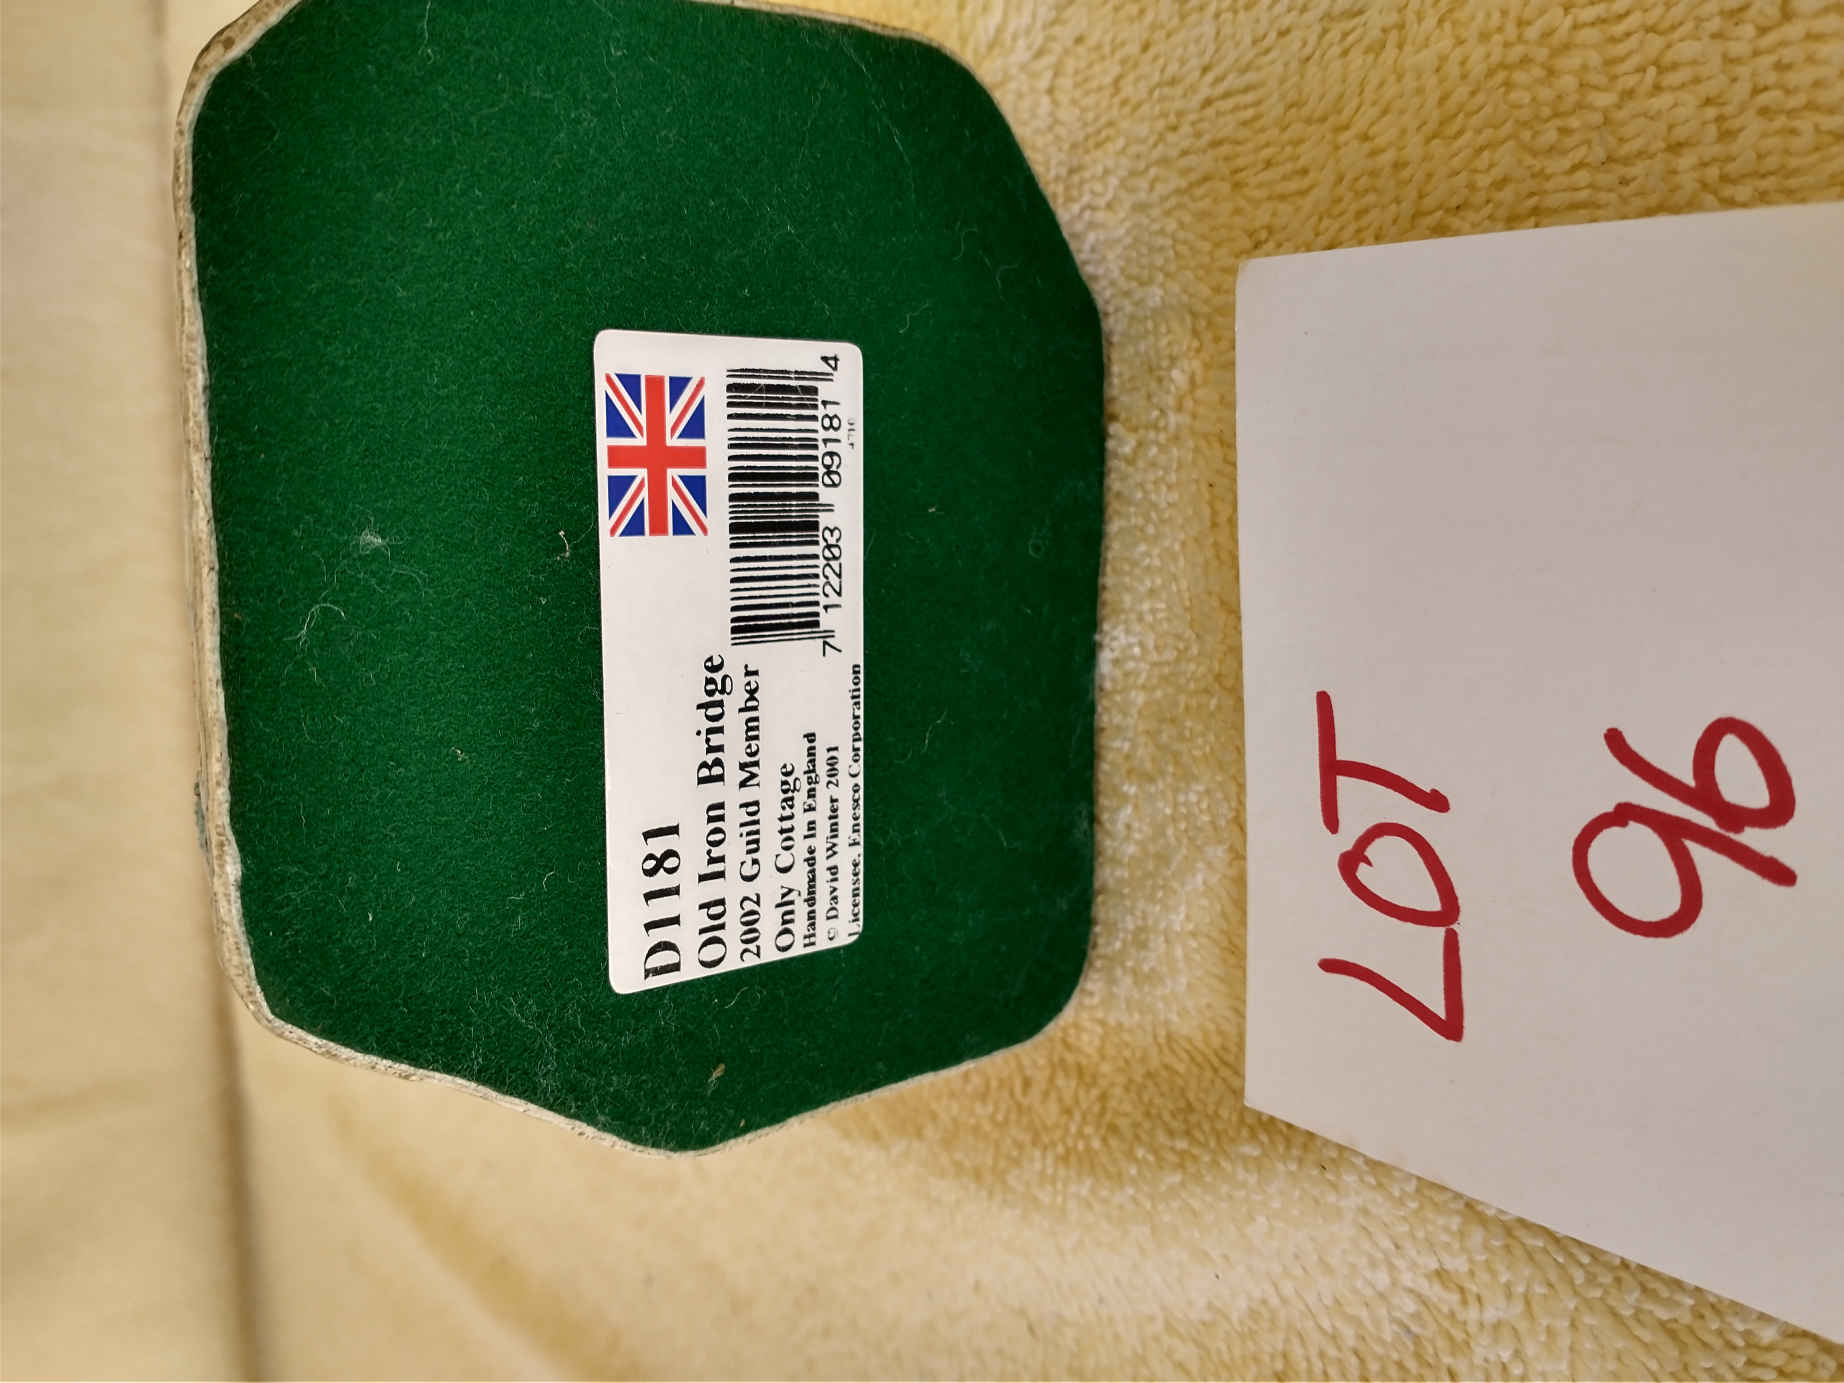 D1181
Old Iron Bridge
2002 Guild Member
Only Cottage
Handmade In England
© David Winter 2001
Licensee. Enesco Corporation
7 12203 09181 4
LOT
96